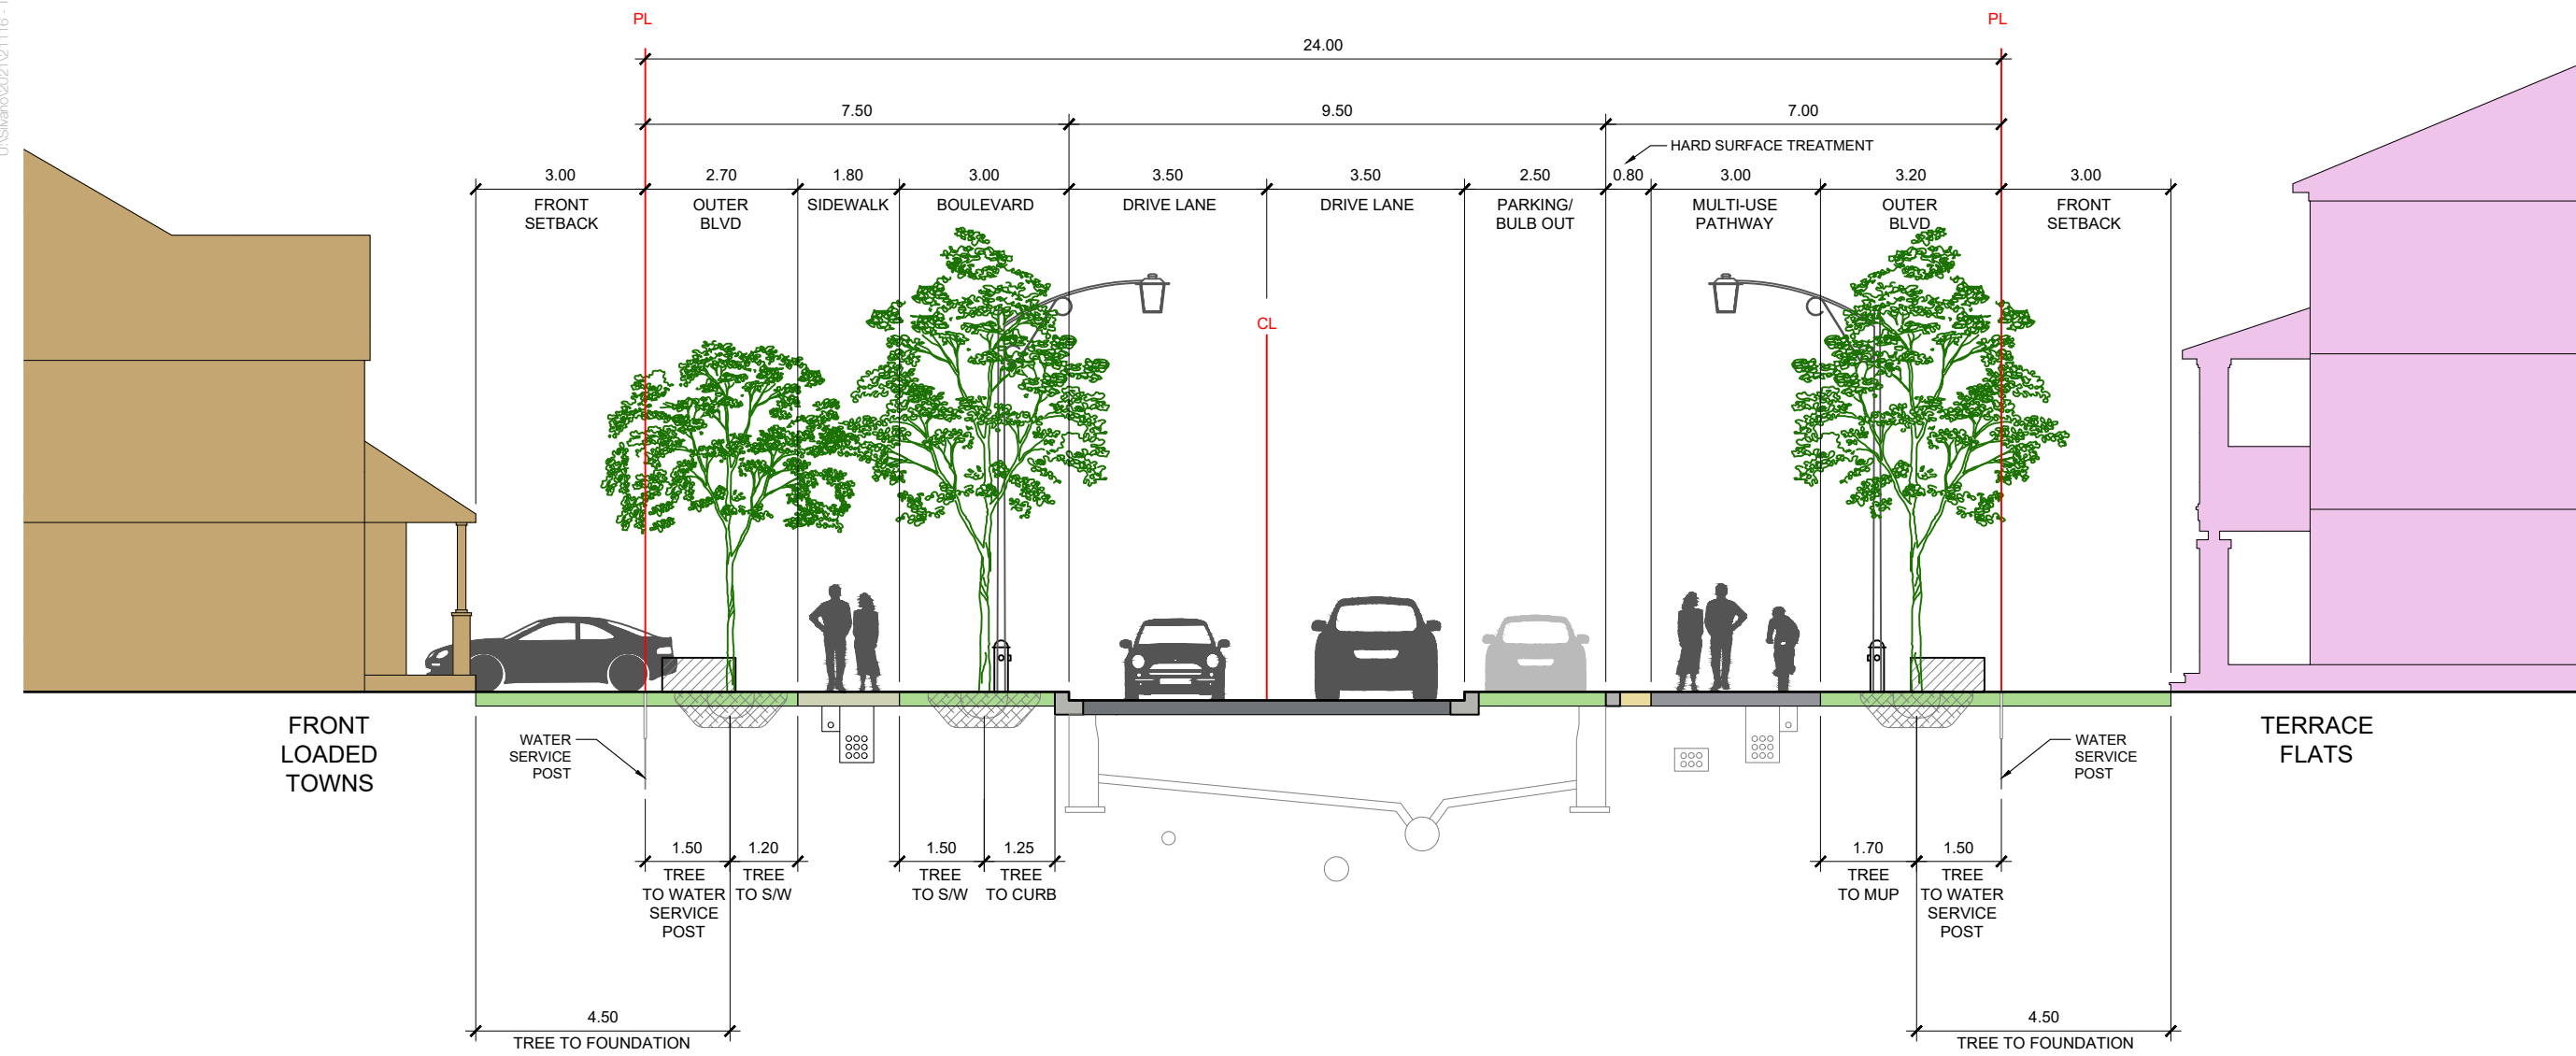 PL
PL
24.00
7.50
9.50
7.00
HARD SURFACE TREATMENT
3.00
2.70
1.80
3.00
3.50
3.50
2.50
0.80
3.00
3.20
3.00
FRONT
SETBACK
OUTER
BLVD
SIDEWALK
BOULEVARD
DRIVE LANE
DRIVE LANE
PARKING/
BULB OUT
MULTI-USE
PATHWAY
OUTER
BLVD
FRONT
SETBACK
CL
FRONT
LOADED
TOWNS
WATER
SERVICE
POST
WATER
SERVICE
POST
TERRACE
FLATS
1.50
TREE
TO WATER
SERVICE
POST
1.20
TREE
TO S/W
1.50
TREE
TO S/W
1.25
TREE
TO CURB
1.70
TREE
TO MUP
1.50
TREE
TO WATER
SERVICE
POST
4.50
TREE TO FOUNDATION
4.50
TREE TO FOUNDATION